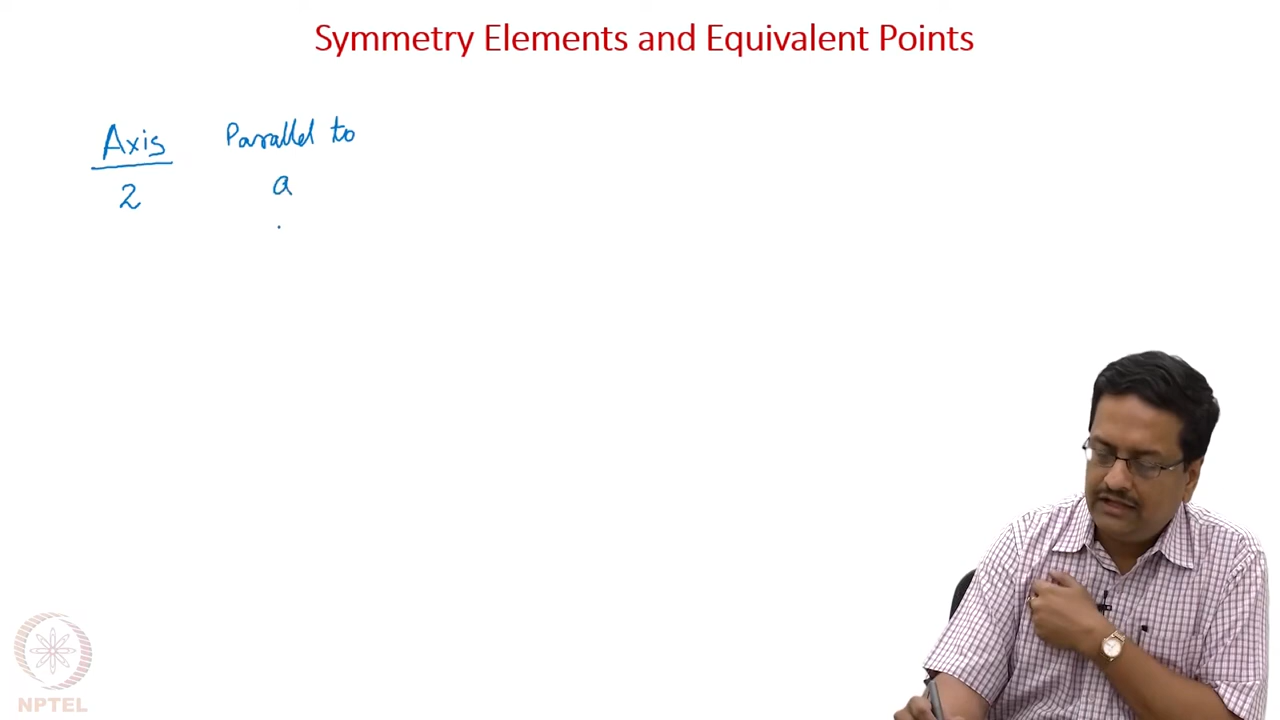 Symmetry Elements and Equivalent Points
Axis Parallel to
2 a
NPTEL